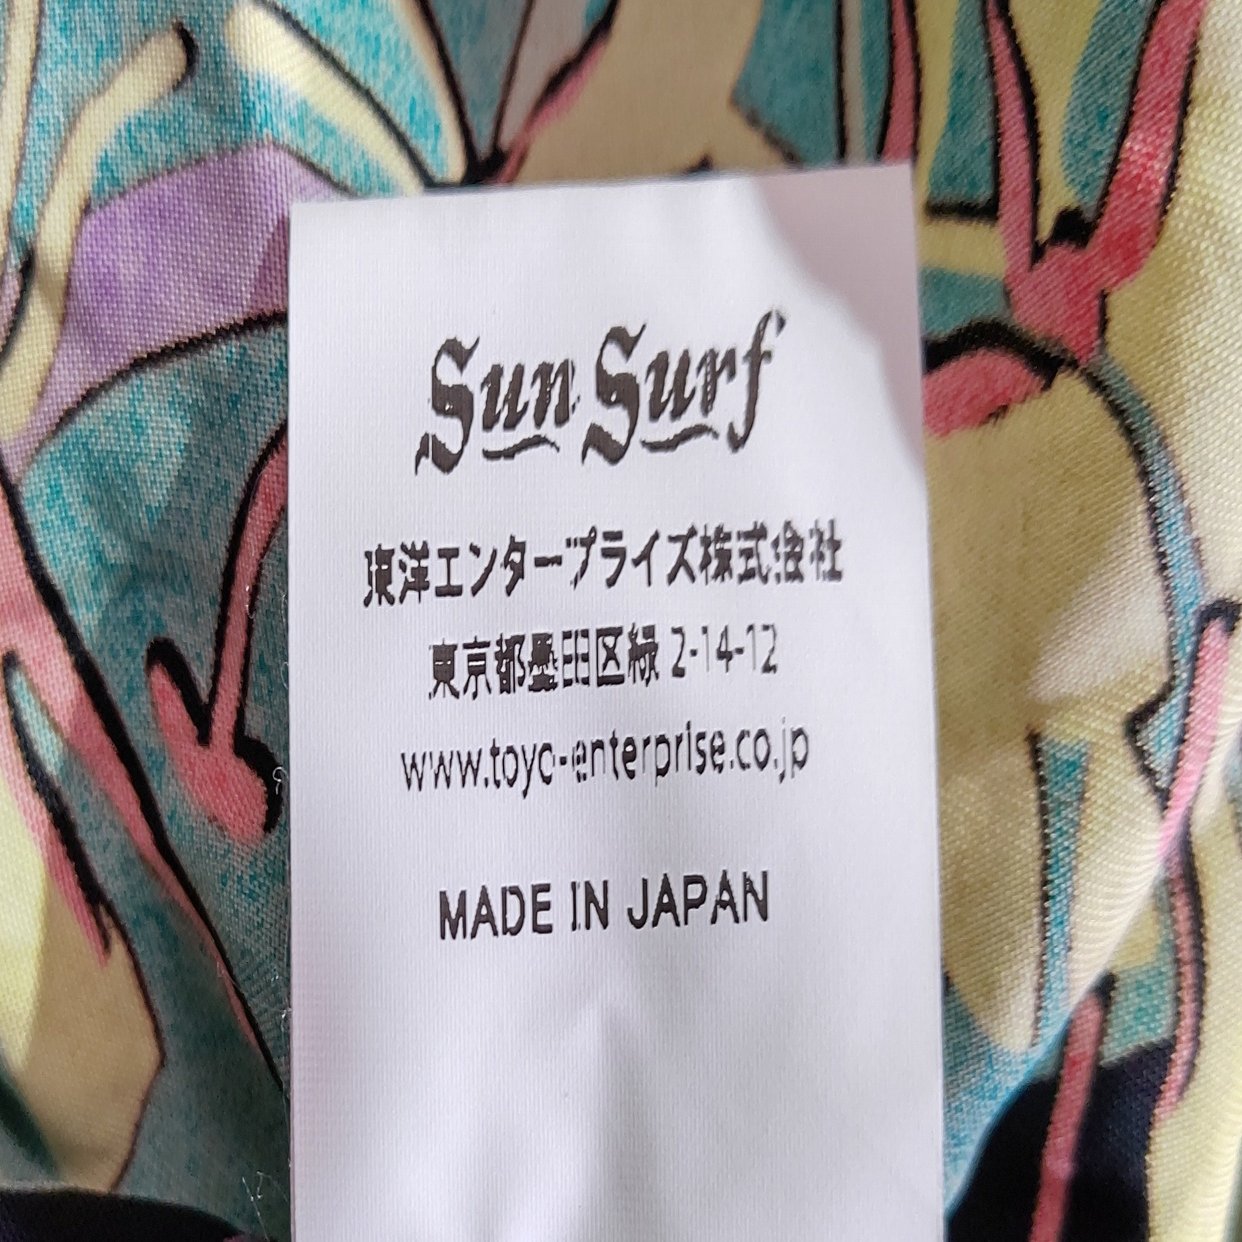 Sun Surf
東洋エンタープライズ株式会社
東京都墨田区緑 2-14-12
www.toyo-enterprise.co.jp
MADE IN JAPAN